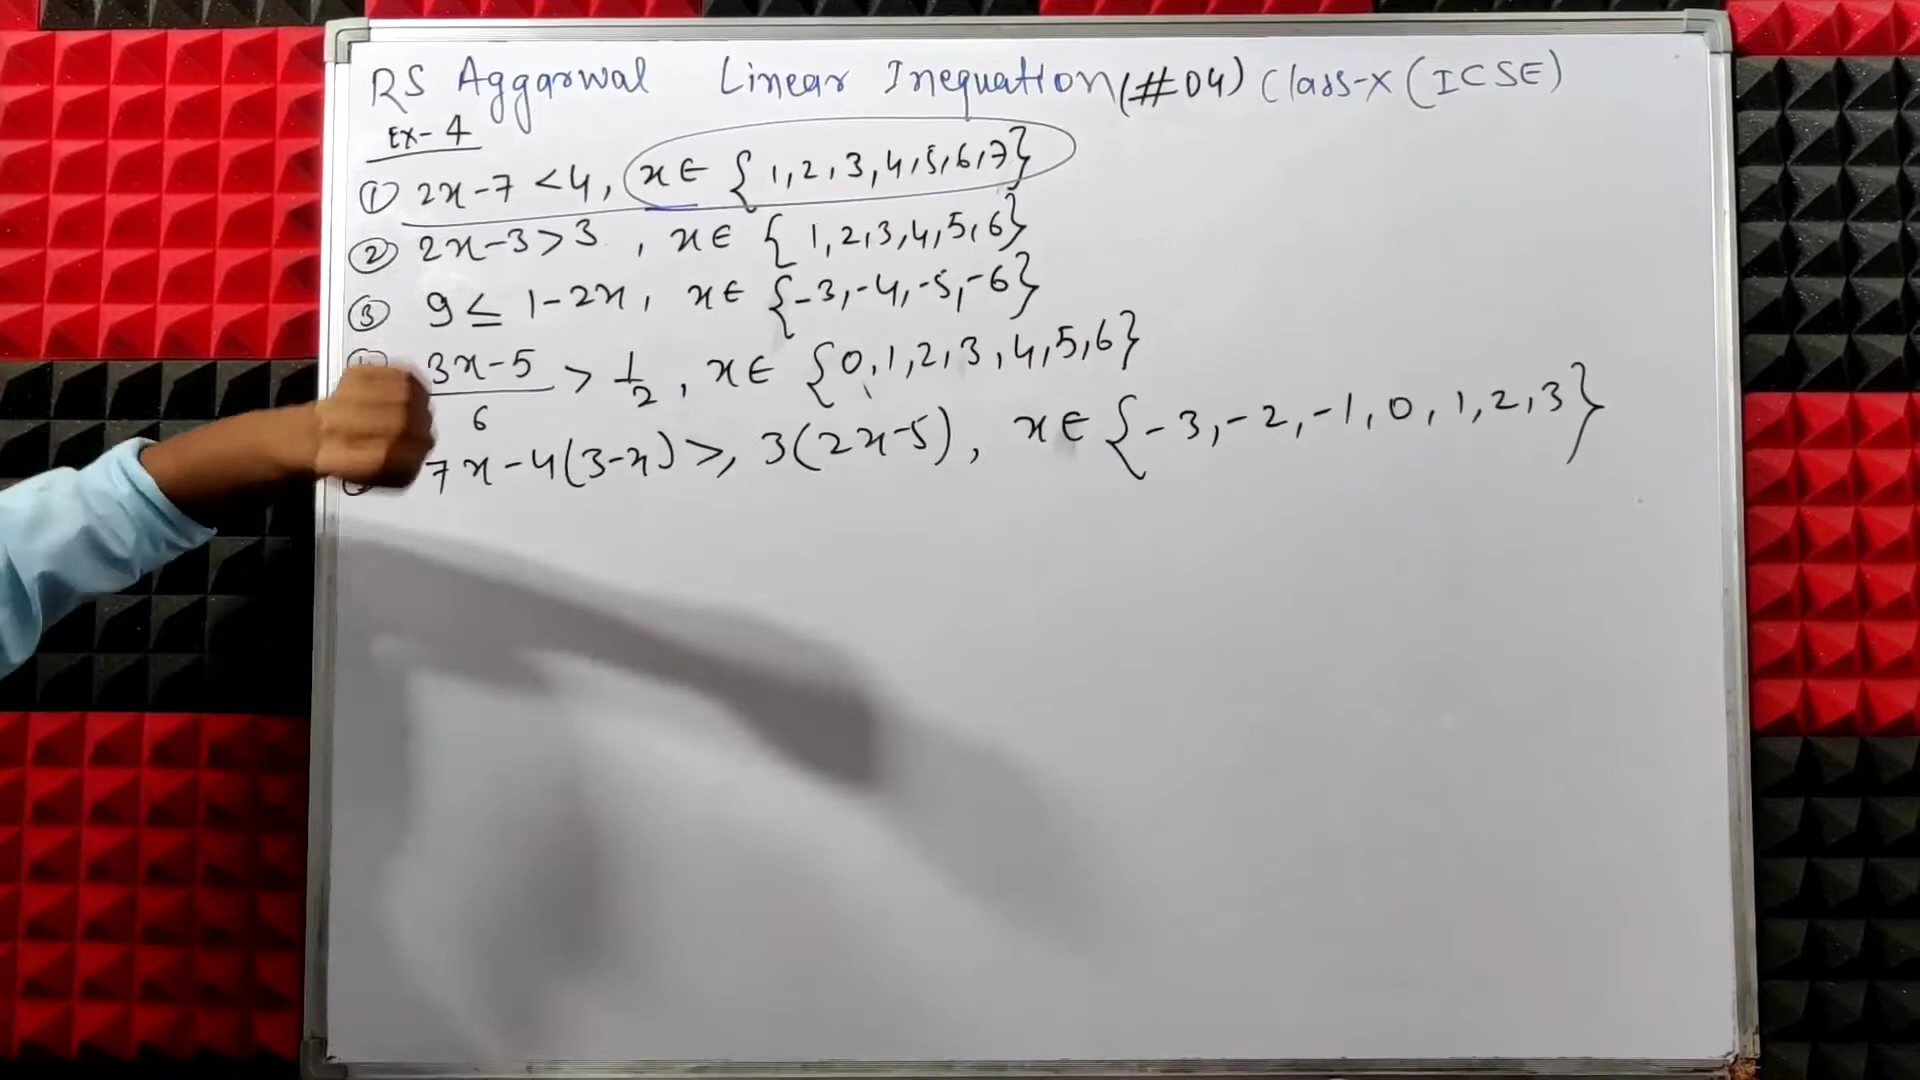 RS Aggarwal Linear Inequation (#04) Class-X (ICSE)
Ex-4
① 2x-7 <4, x∈ {1,2,3,4,5,6,7}
② 2x-3>3 , x∈ {1,2,3,4,5,6}
③ 9 ≤ 1-2x, x∈ {-3,-4,-5,-6}
3x-5/6 > 1/2, x∈ {0,1,2,3,4,5,6}
7x-4(3-x) ≥ 3(2x-5), x∈ {-3,-2,-1,0,1,2,3}